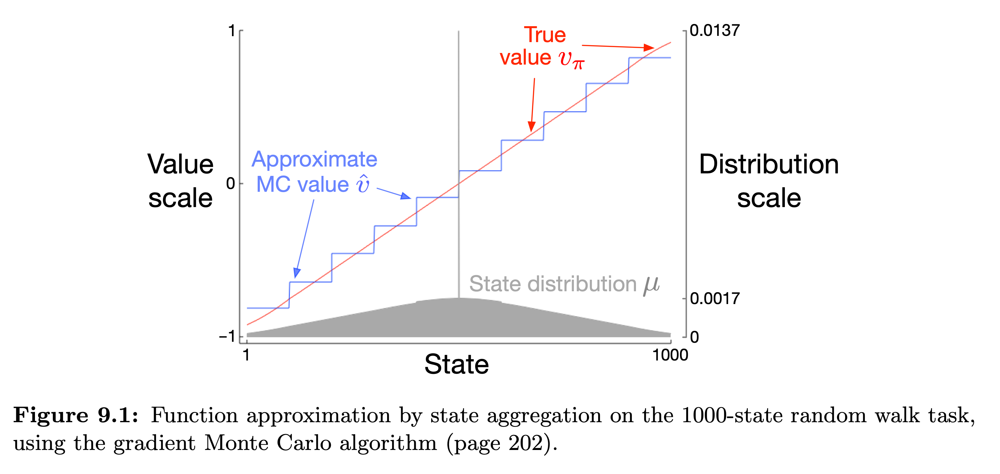 1
0.0137
True
value vπ
Approximate
MC value v̂
Value
scale
0
Distribution
scale
State distribution μ
0.0017
−1
0
1
1000
State
Figure 9.1: Function approximation by state aggregation on the 1000-state random walk task,
using the gradient Monte Carlo algorithm (page 202).